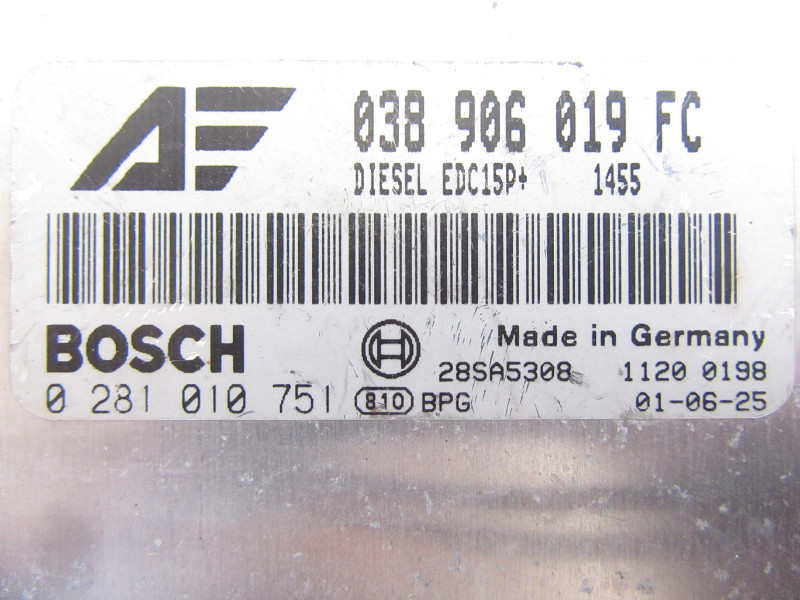 AF
038 906 019 FC
DIESEL EDC15P+ 1455
BOSCH
Made in Germany
28SA5308 1120 0198
0 281 010 751 810 BPG 01-06-25